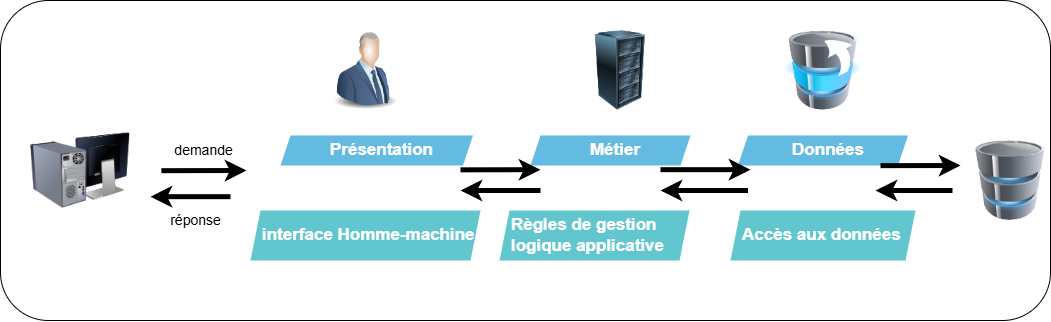 demande
réponse
Présentation
Métier
Données
interface Homme-machine
Règles de gestion
logique applicative
Accès aux données